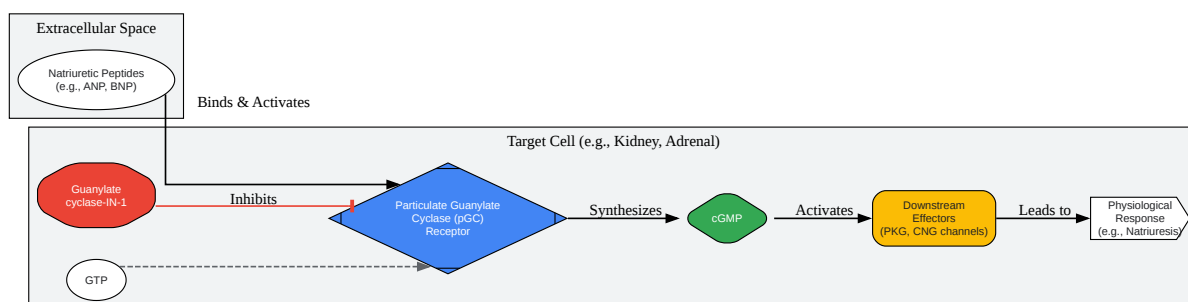 Extracellular Space
Natriuretic Peptides
(e.g., ANP, BNP)
Binds & Activates
Target Cell (e.g., Kidney, Adrenal)
Guanylate
cyclase-IN-1
Inhibits
Particulate Guanylate
Cyclase (pGC)
Receptor
Synthesizes
cGMP
Activates
Downstream
Effectors
(PKG, CNG channels)
Leads to
Physiological
Response
(e.g., Natriuresis)
GTP